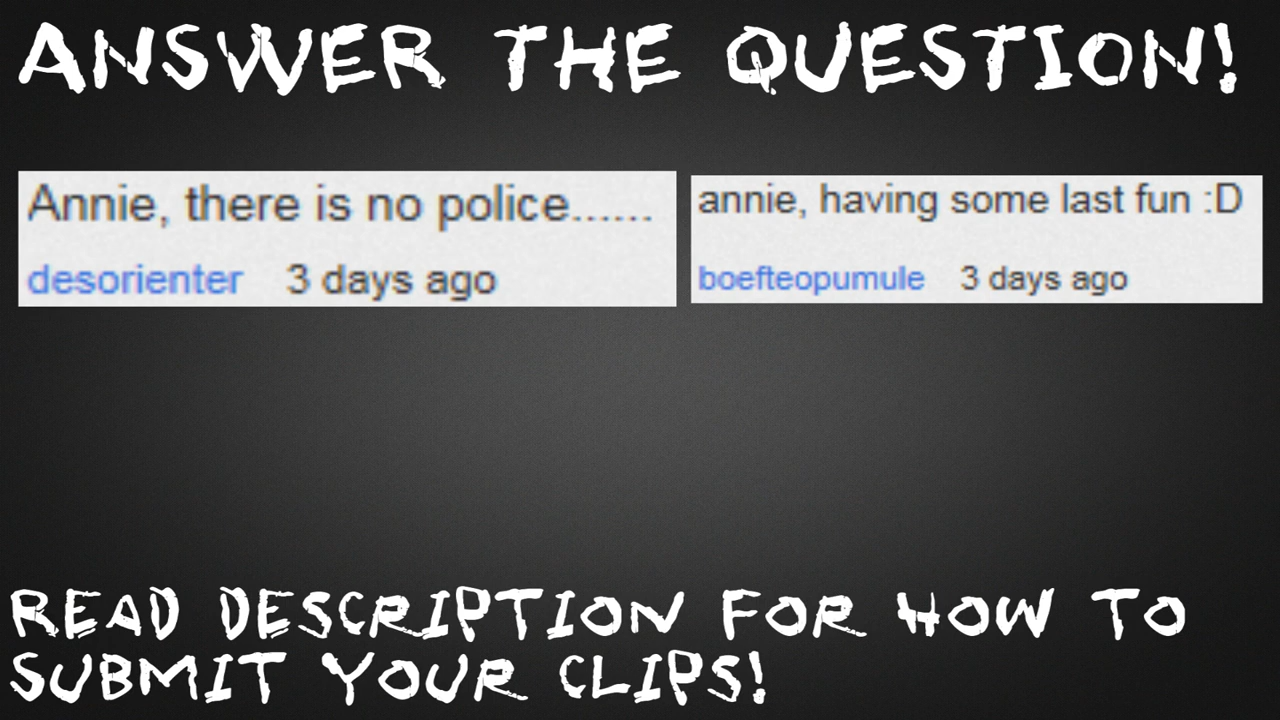 ANSWER THE QUESTION!
Annie, there is no police......
desorienter 3 days ago
annie, having some last fun :D
boefteopumule 3 days ago
READ DESCRIPTION FOR HOW TO
SUBMIT YOUR CLIPS!